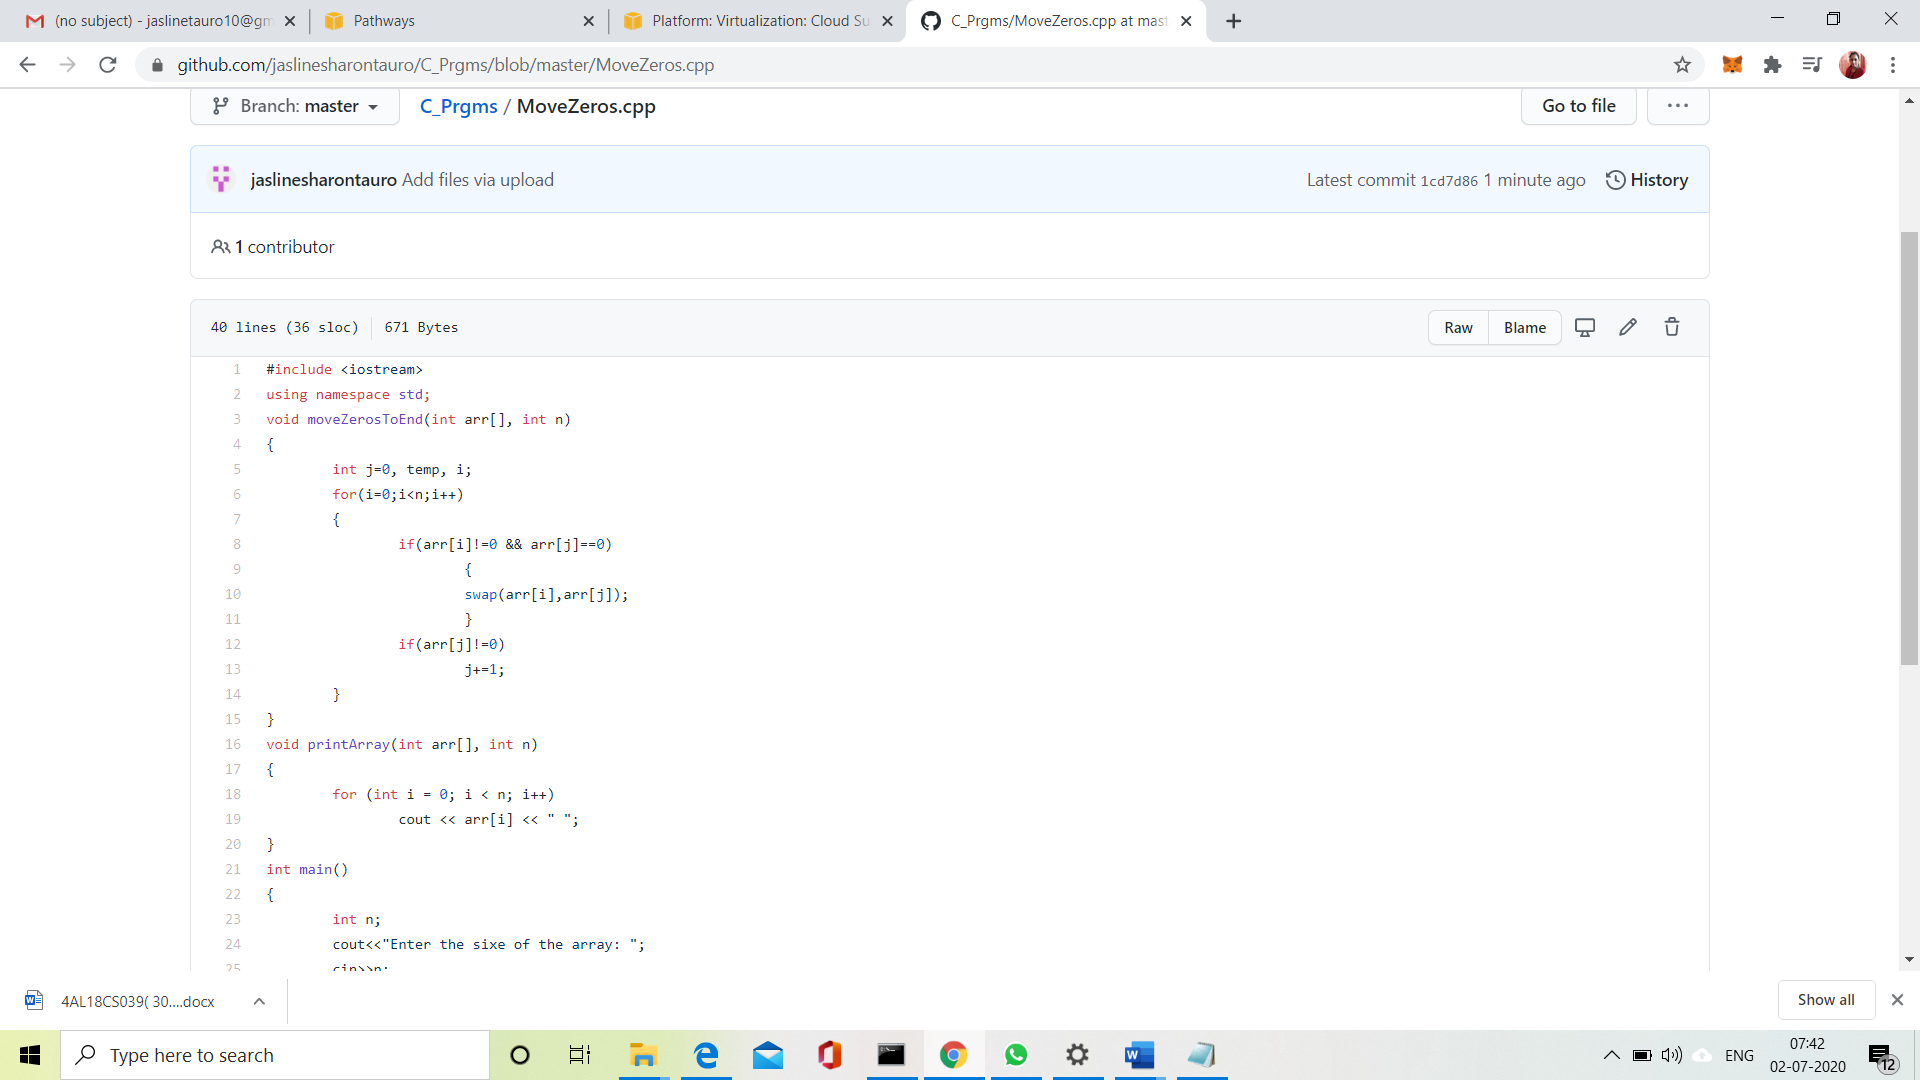 (no subject) - jaslinetauro10@gm
Pathways
Platform: Virtualization: Cloud Su
C_Prgms/MoveZeros.cpp at mast
github.com/jaslinesharontauro/C_Prgms/blob/master/MoveZeros.cpp
Branch: master
C_Prgms / MoveZeros.cpp
Go to file
jaslinesharontauro Add files via upload
Latest commit 1cd7d86 1 minute ago
History
1 contributor
40 lines (36 sloc)
671 Bytes
Raw
Blame
1 #include <iostream>
2 using namespace std;
3 void moveZerosToEnd(int arr[], int n)
4 {
5 int j=0, temp, i;
6 for(i=0;i<n;i++)
7 {
8 if(arr[i]!=0 && arr[j]==0)
9 {
10 swap(arr[i],arr[j]);
11 }
12 if(arr[j]!=0)
13 j+=1;
14 }
15 }
16 void printArray(int arr[], int n)
17 {
18 for (int i = 0; i < n; i++)
19 cout << arr[i] << " ";
20 }
21 int main()
22 {
23 int n;
24 cout<<"Enter the sixe of the array: ";
25 cin>>n;
4AL18CS039( 30....docx
Show all
Type here to search
ENG
07:42
02-07-2020
12